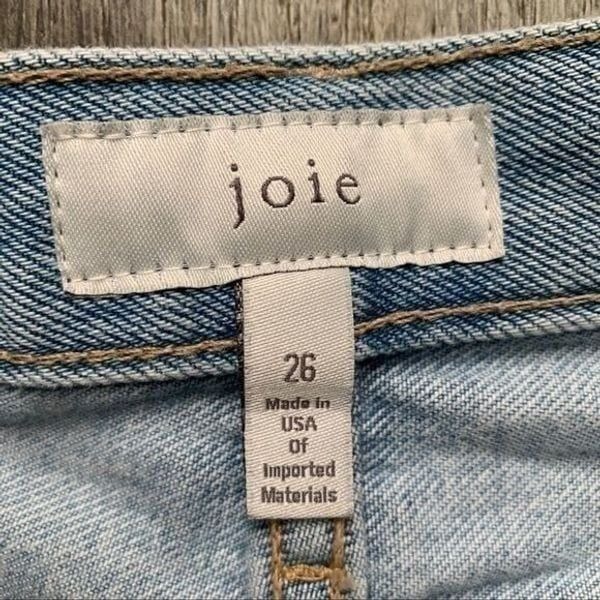 joie
26
Made in
USA
Of
Imported
Materials